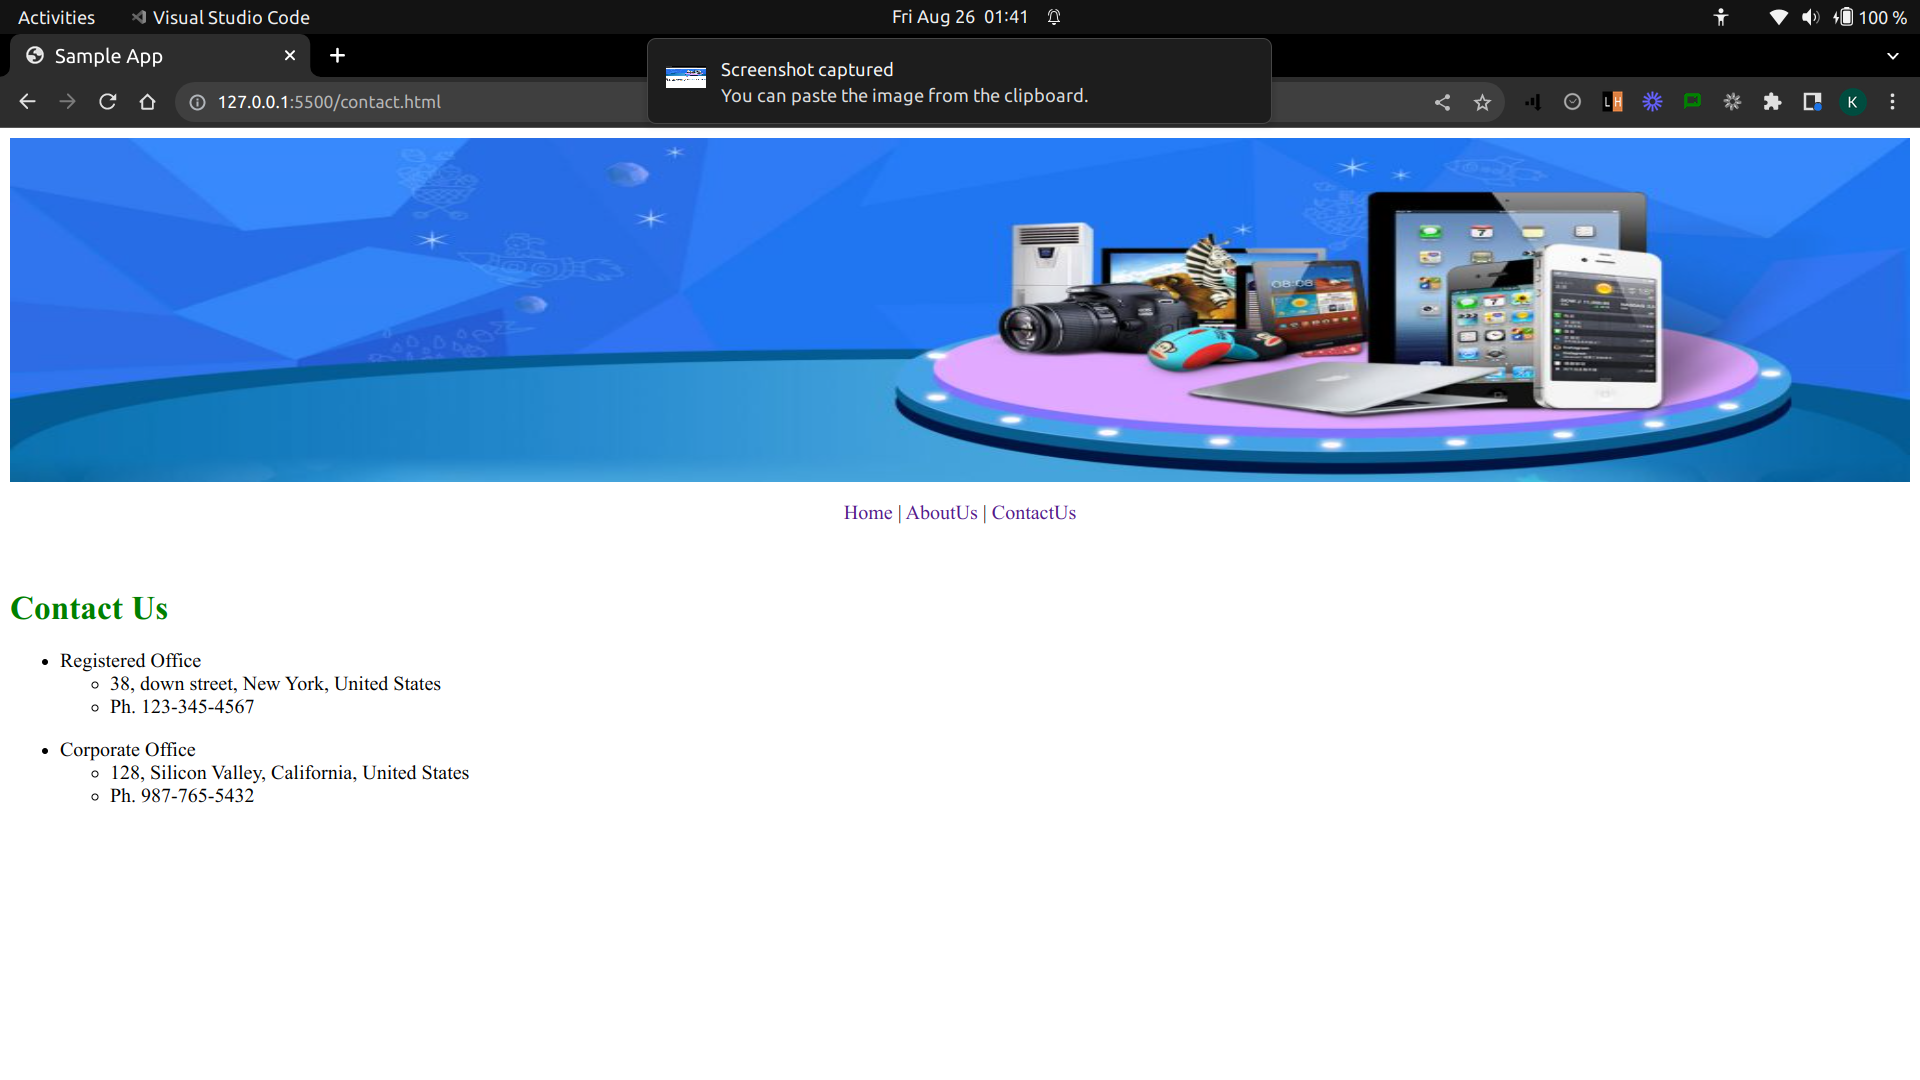 Activities Visual Studio Code Fri Aug 26 01:41 100 %
Sample App
Screenshot captured
You can paste the image from the clipboard.
127.0.0.1:5500/contact.html
L H
K
08:08
Home | AboutUs | ContactUs
Contact Us
Registered Office
38, down street, New York, United States
Ph. 123-345-4567
Corporate Office
128, Silicon Valley, California, United States
Ph. 987-765-5432